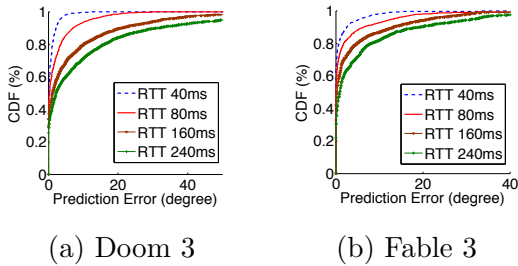 1
0.8
0.6
0.4
0.2
0
CDF (%)
RTT 40ms
RTT 80ms
RTT 160ms
RTT 240ms
0 20 40
Prediction Error (degree)
(a) Doom 3
1
0.8
0.6
0.4
0.2
0
CDF (%)
RTT 40ms
RTT 80ms
RTT 160ms
RTT 240ms
0 20 40
Prediction Error (degree)
(b) Fable 3